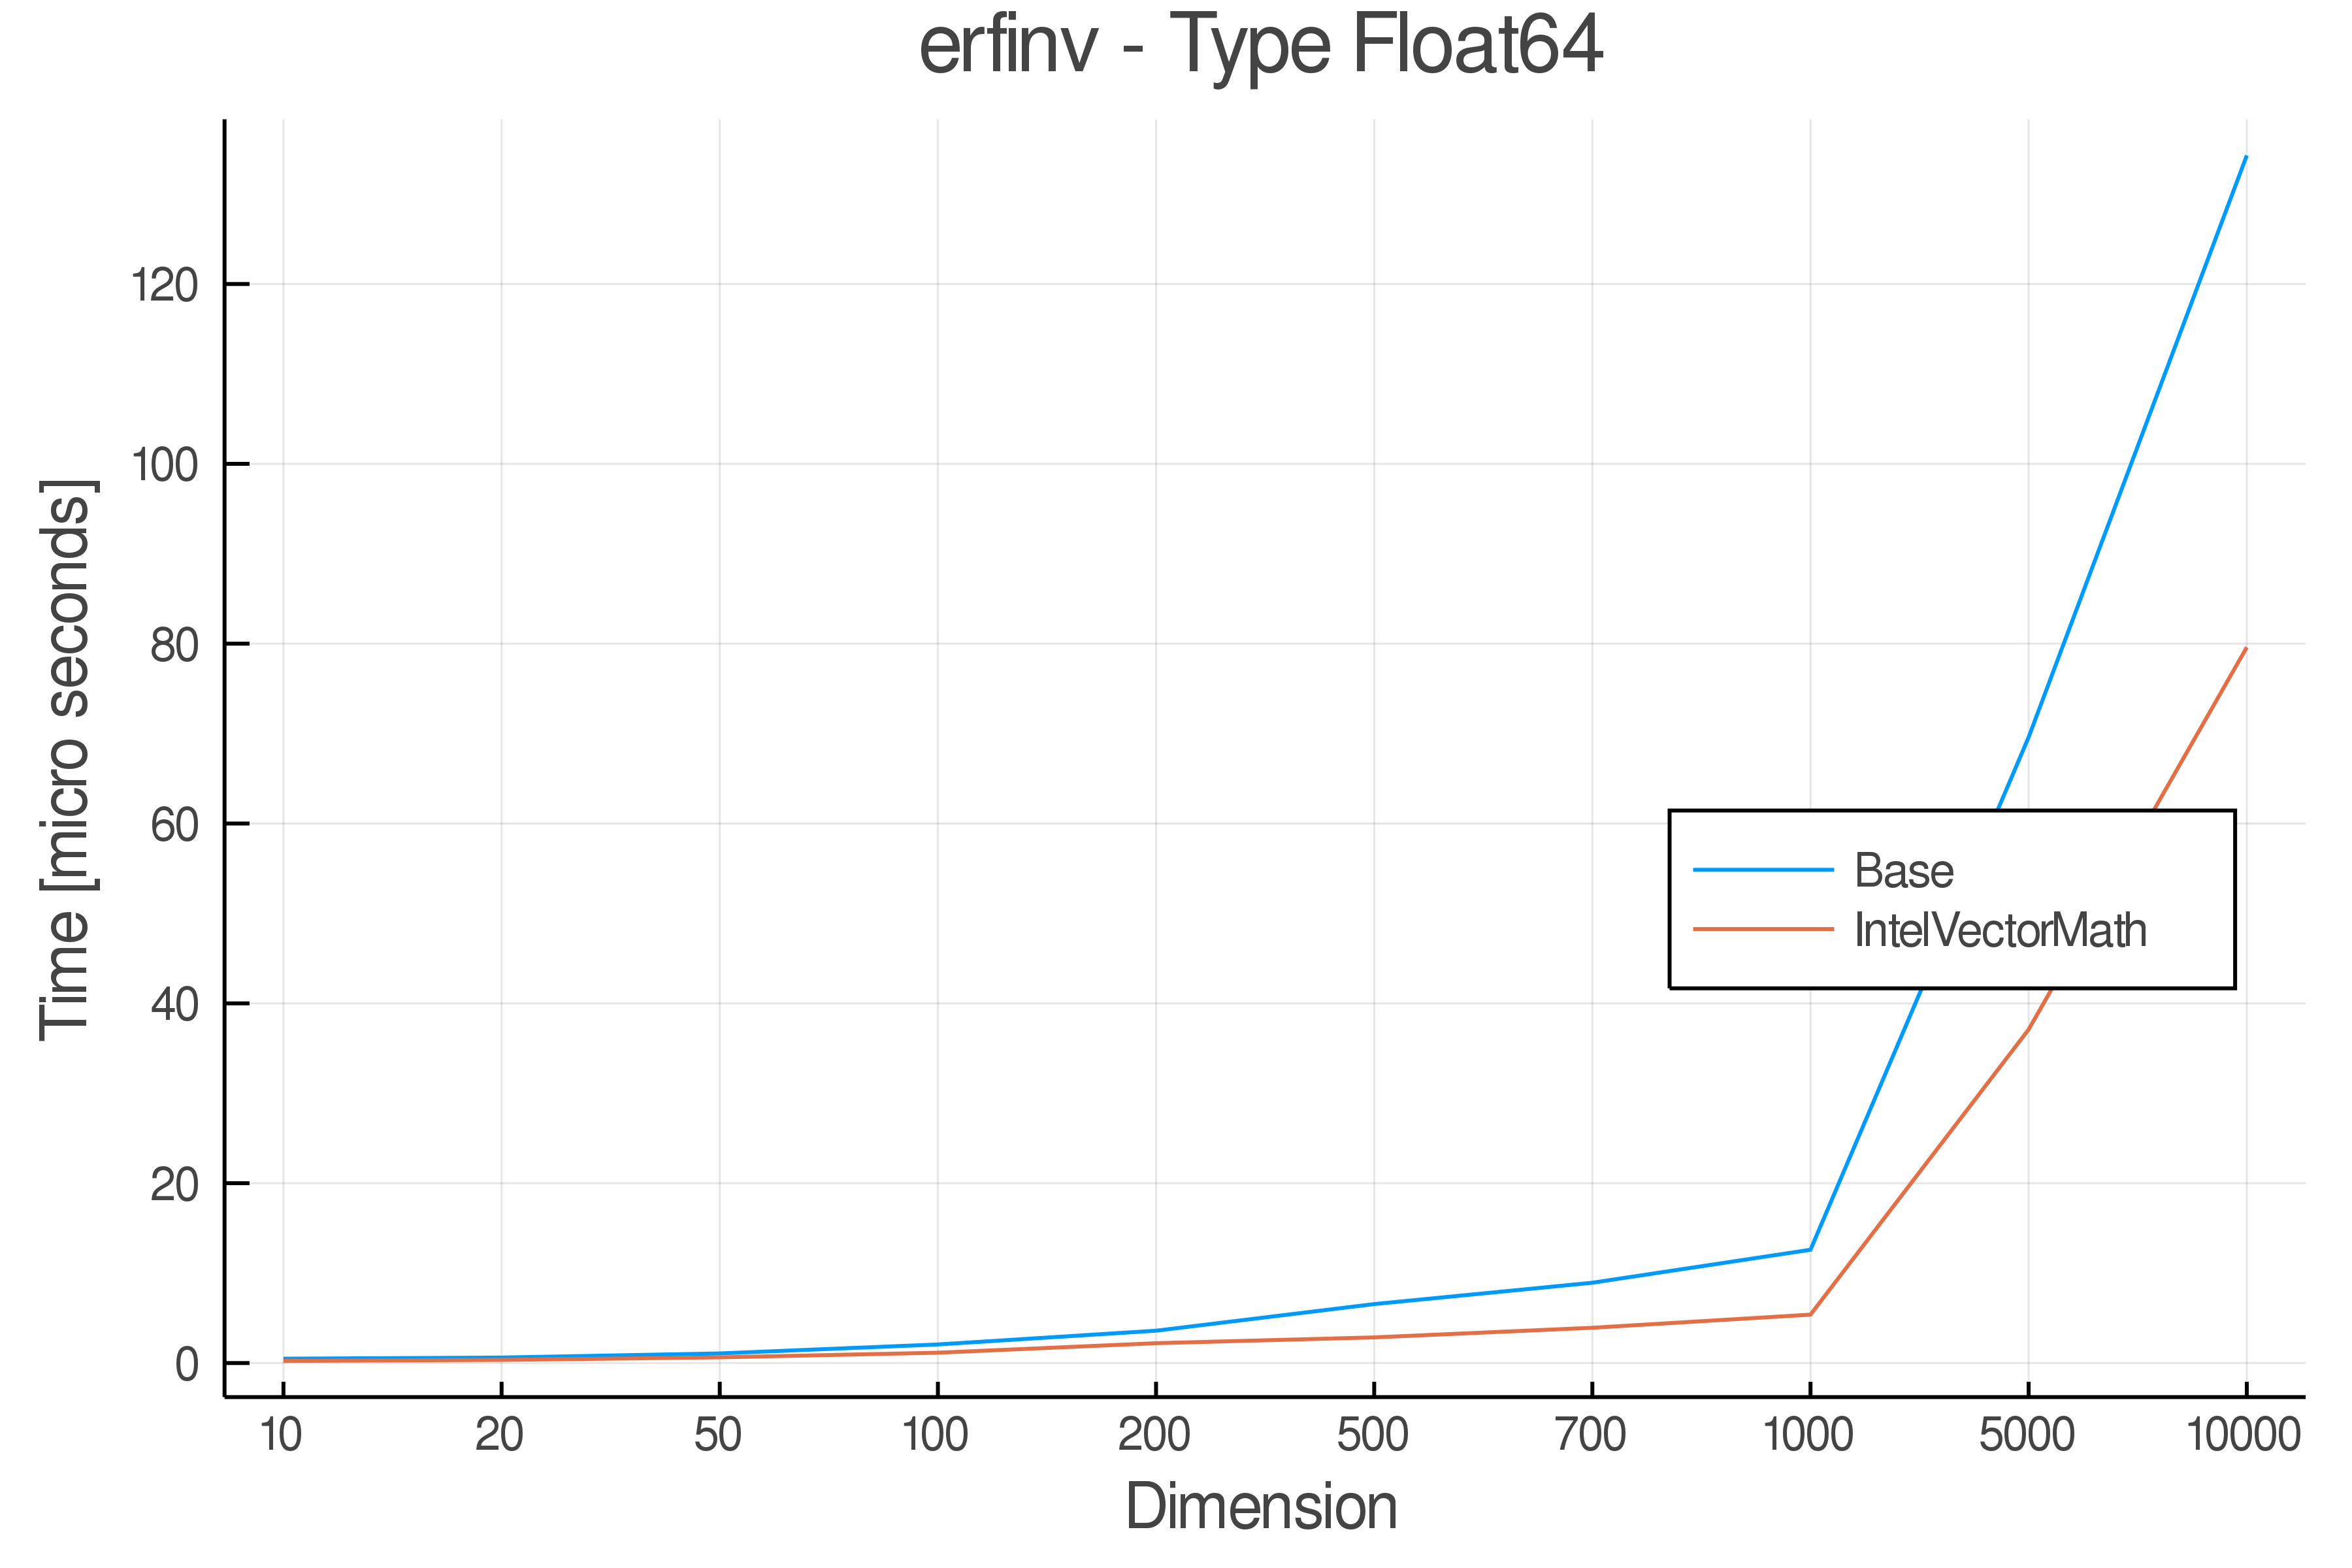 erfinv - Type Float64
Time [micro seconds]
120
100
80
60
40
20
0
Base
IntelVectorMath
10 20 50 100 200 500 700 1000 5000 10000
Dimension